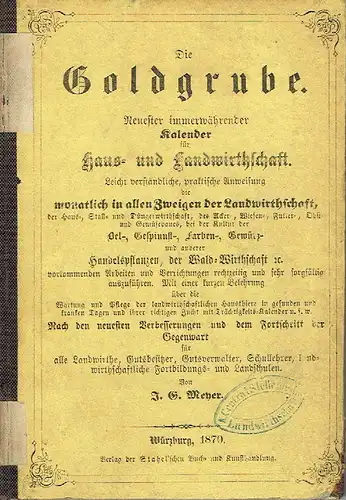 Die
Goldgrube.
Neuester immerwährender
Kalender
für
Haus- und Landwirthschaft.
Leicht verständliche, praktische Anweisung
die
monatlich in allen Zweigen der Landwirthschaft,
der Haus-, Stall- und Düngerwirthschaft, des Acker-, Wiesen-, Futter-, Obst-
und Gemüsebaues, bei der Kultur der
Oel-, Gespinnst-, Farben-, Gewürz-
und anderer
Handelspflanzen, der Wald-Wirthschaft ꝛc.
vorkommenden Arbeiten und Verrichtungen rechtzeitig und sehr sorgfältig
auszuführen. Mit einer kurzen Belehrung
über die
Wartung und Pflege der landwirthschaftlichen Hausthiere in gesunden und
kranken Tagen und ihrer richtigen Zucht mit Trächtigkeits-Kalender u. s. w.
Nach den neuesten Verbesserungen und dem Fortschritt der
Gegenwart
für
alle Landwirthe, Gutsbesitzer, Gutsverwalter, Schullehrer, Land-
wirthschaftliche Fortbildungs- und Landschulen.
Von
J. G. Meyer.
Würzburg, 1870.
Verlag der Stahel'schen Buch- und Kunsthandlung.